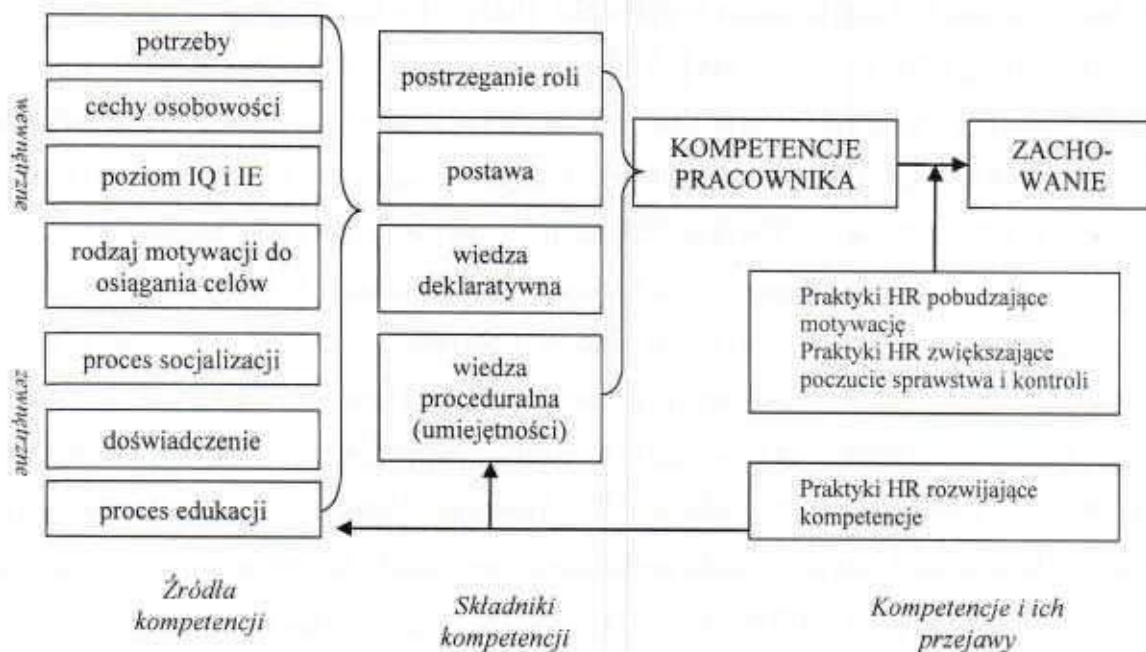 wewnętrzne
zewnętrzne
potrzeby
cechy osobowości
poziom IQ i IE
rodzaj motywacji do
osiągania celów
proces socjalizacji
doświadczenie
proces edukacji
Źródła
kompetencji
postrzeganie roli
postawa
wiedza
deklaratywna
wiedza
proceduralna
(umiejętności)
Składniki
kompetencji
KOMPETENCJE
PRACOWNIKA
ZACHO-
WANIE
Praktyki HR pobudzające
motywację
Praktyki HR zwiększające
poczucie sprawstwa i kontroli
Praktyki HR rozwijające
kompetencje
Kompetencje i ich
przejawy